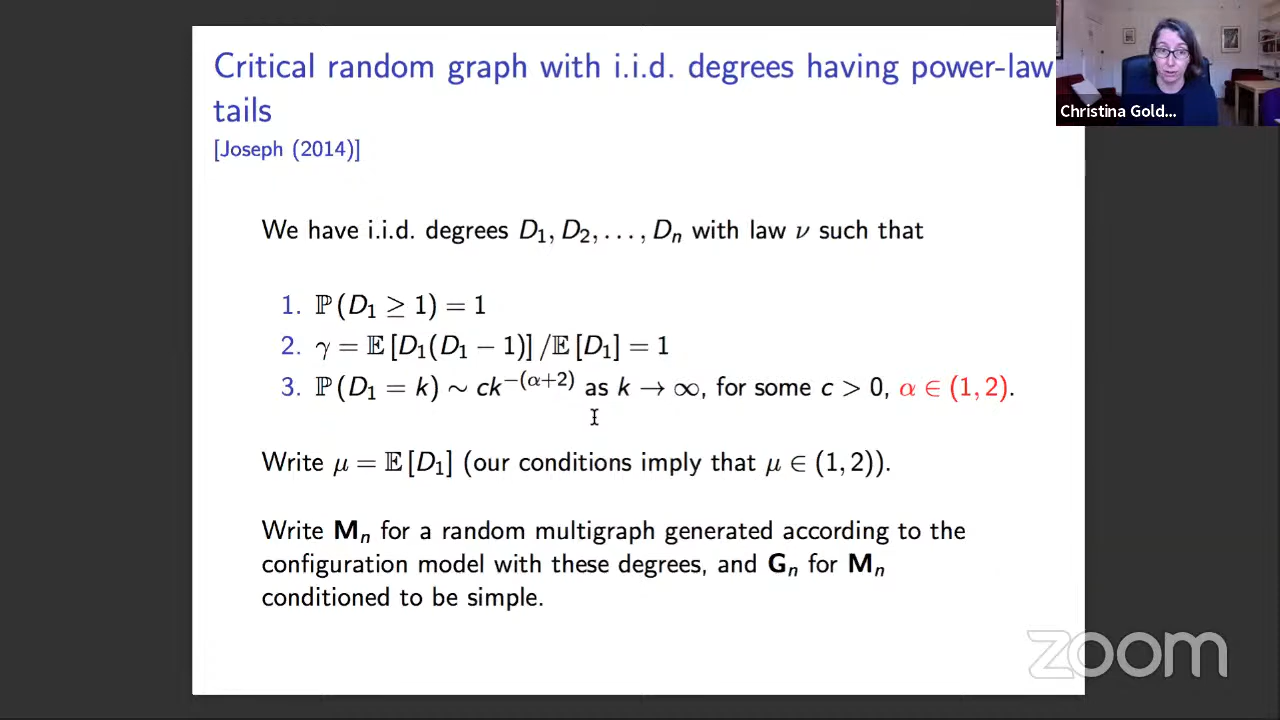 Critical random graph with i.i.d. degrees having power-law
tails
[Joseph (2014)]
Christina Gold...
We have i.i.d. degrees D₁, D₂, . . . , Dₙ with law ν such that
1. ℙ(D₁ ≥ 1) = 1
2. γ = 𝔼[D₁(D₁ − 1)]/𝔼[D₁] = 1
3. ℙ(D₁ = k) ∼ ck^{−(α+2)} as k → ∞, for some c > 0, α ∈ (1, 2).
Write μ = 𝔼[D₁] (our conditions imply that μ ∈ (1, 2)).
Write 𝐌ₙ for a random multigraph generated according to the
configuration model with these degrees, and 𝐆ₙ for 𝐌ₙ
conditioned to be simple.
zoom